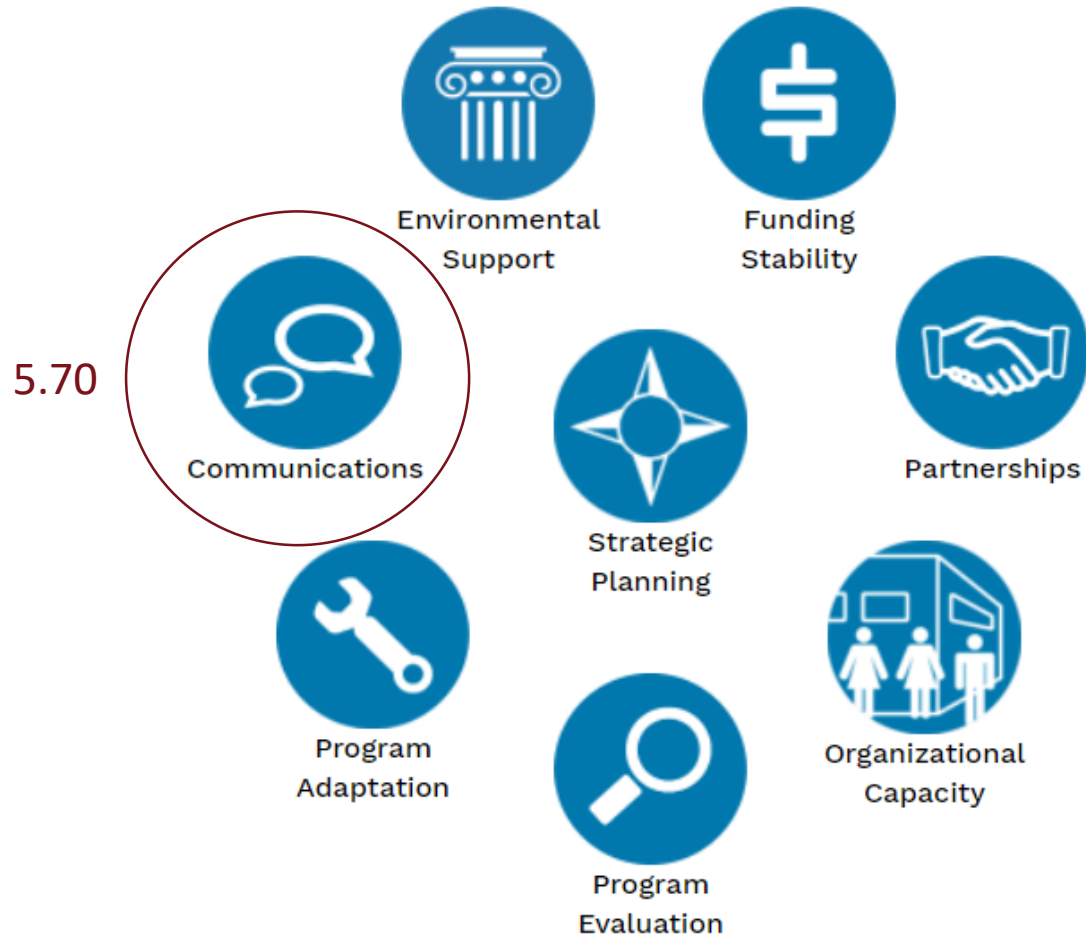 Environmental
Support
Funding
Stability
5.70
Communications
Partnerships
Strategic
Planning
Program
Adaptation
Organizational
Capacity
Program
Evaluation